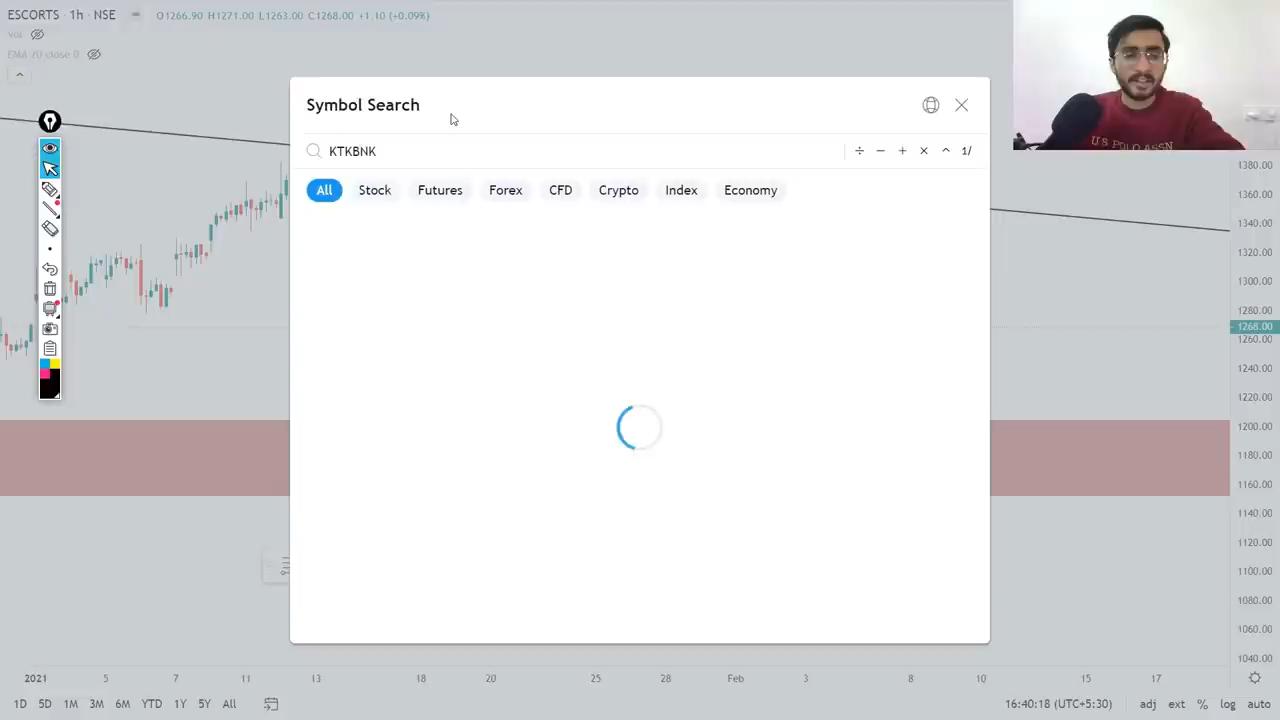 ESCORTS · 1h · NSE
O1266.90 H1271.00 L1263.00 C1268.00 +1.10 (+0.09%)
Vol
EMA 20 close 0
Symbol Search
KTKBNK
÷ − + × ^ 1/
All Stock Futures Forex CFD Crypto Index Economy
U S POLO ASSN
1380.00
1360.00
1340.00
1320.00
1300.00
1280.00
1268.00
1260.00
1240.00
1220.00
1200.00
1180.00
1160.00
1140.00
1120.00
1100.00
1080.00
1060.00
1040.00
2021 5 7 11 13 18 20 25 28 Feb 3 8 10 15 17
1D 5D 1M 3M 6M YTD 1Y 5Y All
16:40:18 (UTC+5:30) adj ext % log auto